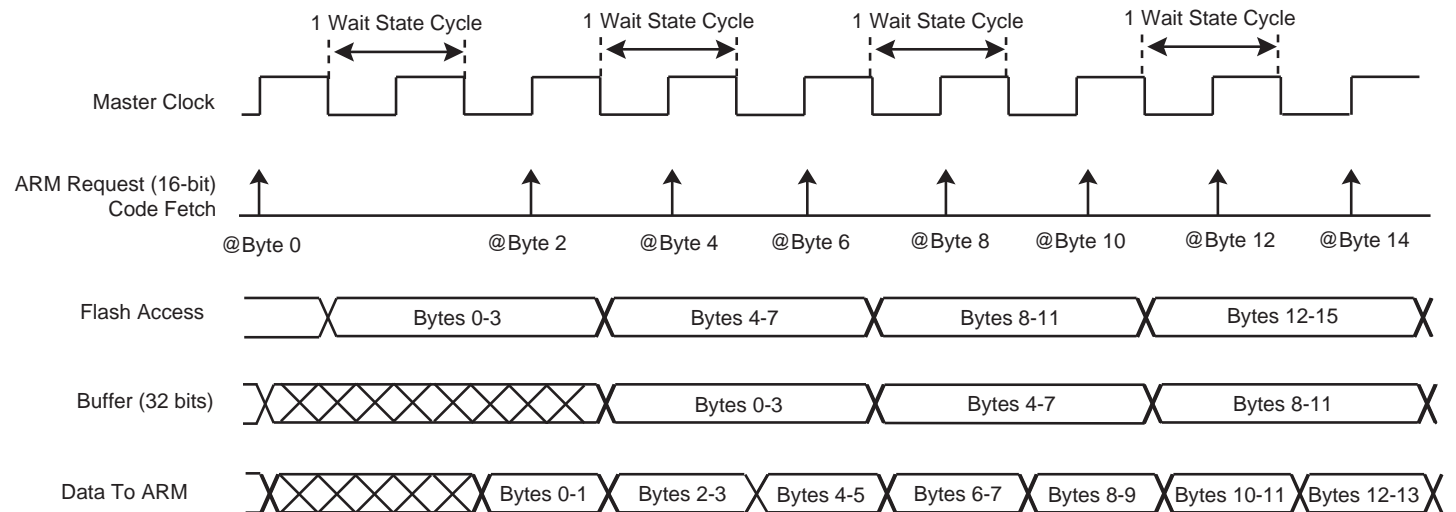 1 Wait State Cycle 1 Wait State Cycle 1 Wait State Cycle 1 Wait State Cycle
Master Clock
ARM Request (16-bit)
Code Fetch
@Byte 0 @Byte 2 @Byte 4 @Byte 6 @Byte 8 @Byte 10 @Byte 12 @Byte 14
Flash Access Bytes 0-3 Bytes 4-7 Bytes 8-11 Bytes 12-15
Buffer (32 bits) Bytes 0-3 Bytes 4-7 Bytes 8-11
Data To ARM Bytes 0-1 Bytes 2-3 Bytes 4-5 Bytes 6-7 Bytes 8-9 Bytes 10-11 Bytes 12-13